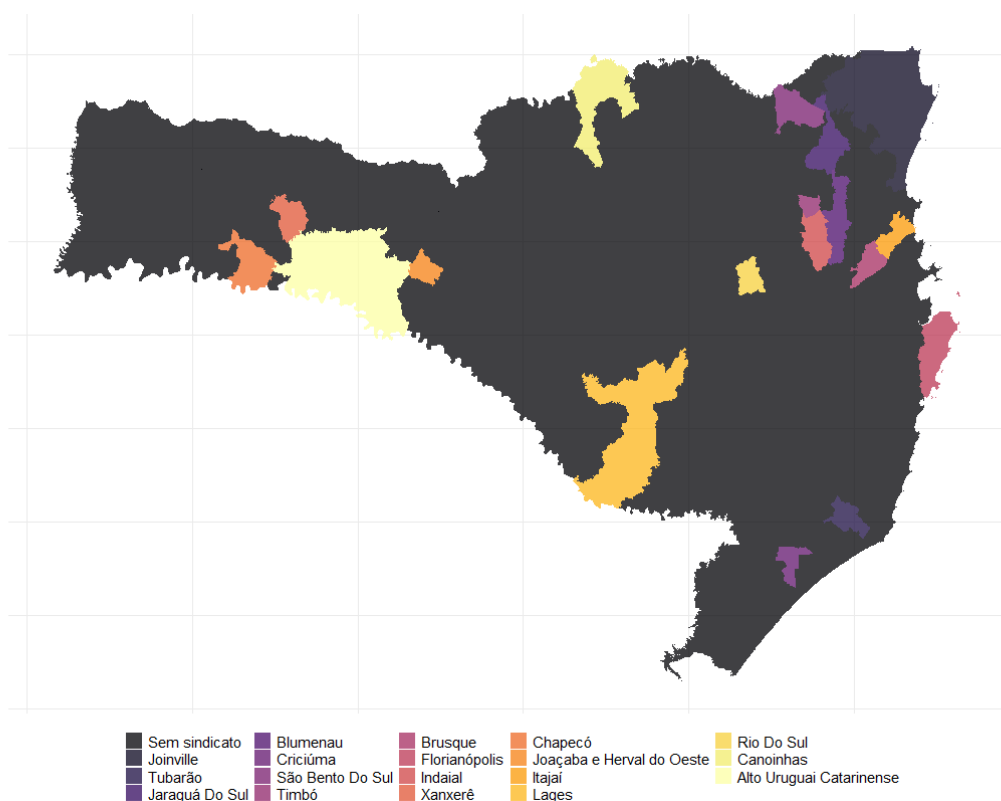 Sem sindicato
Joinville
Tubarão
Jaraguá Do Sul
Blumenau
Criciúma
São Bento Do Sul
Timbó
Brusque
Florianópolis
Indaial
Xanxerê
Chapecó
Joaçaba e Herval do Oeste
Itajaí
Lages
Rio Do Sul
Canoinhas
Alto Uruguai Catarinense